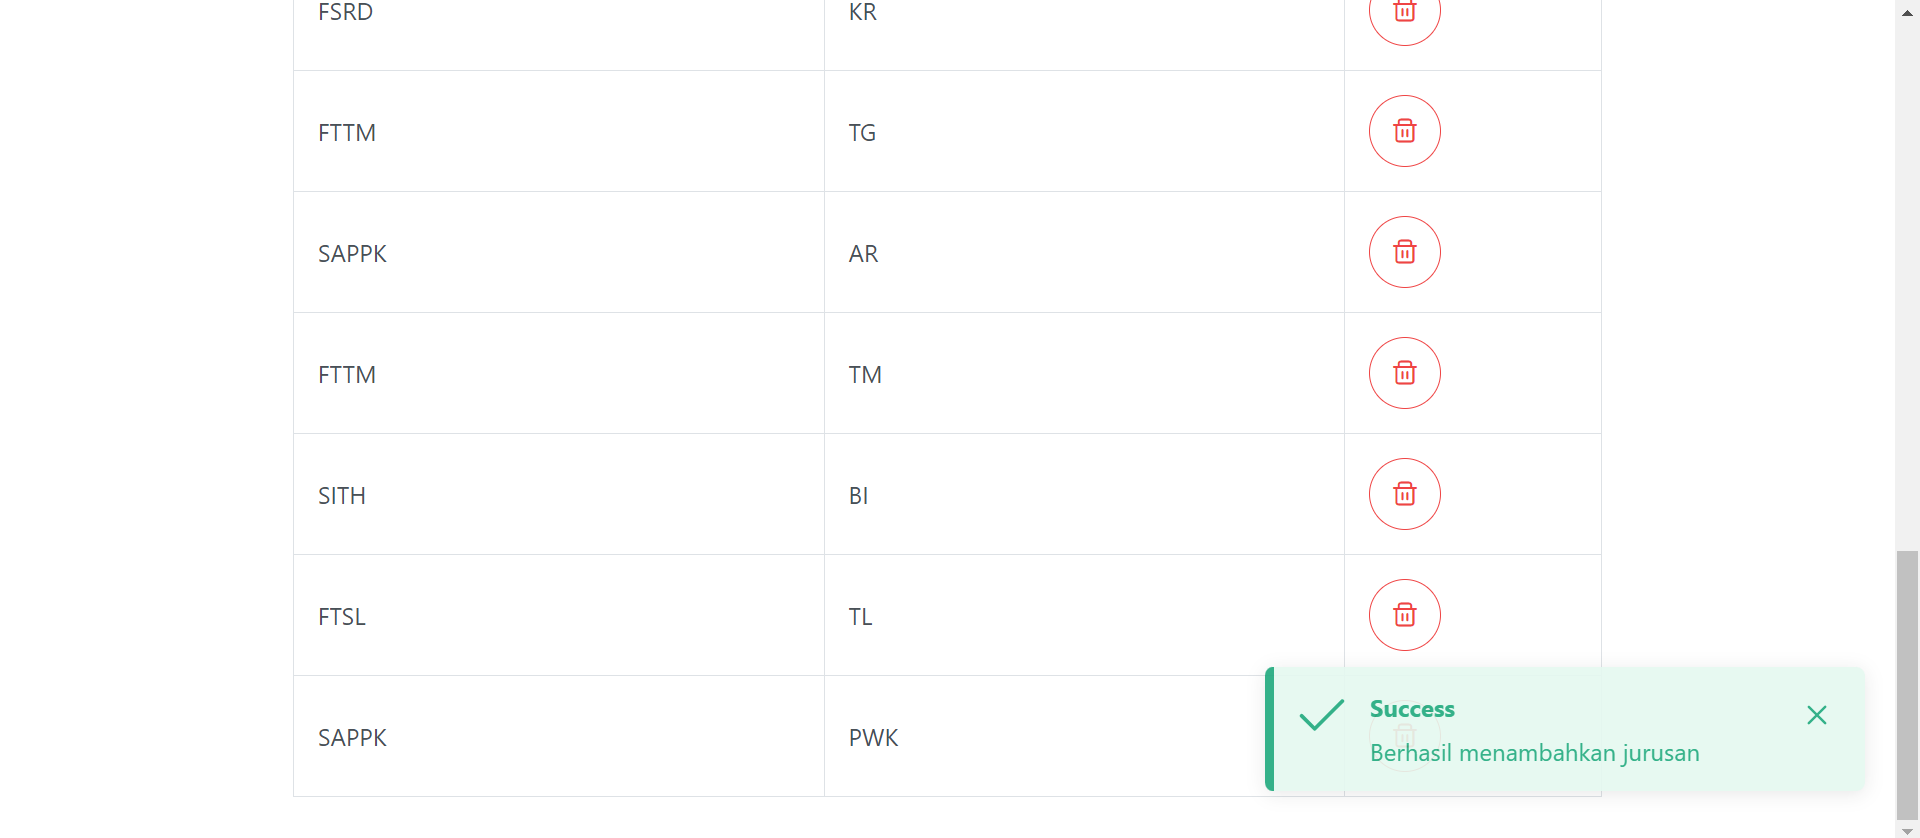 FSRD KR
FTTM TG
SAPPK AR
FTTM TM
SITH BI
FTSL TL
SAPPK PWK
Success
Berhasil menambahkan jurusan